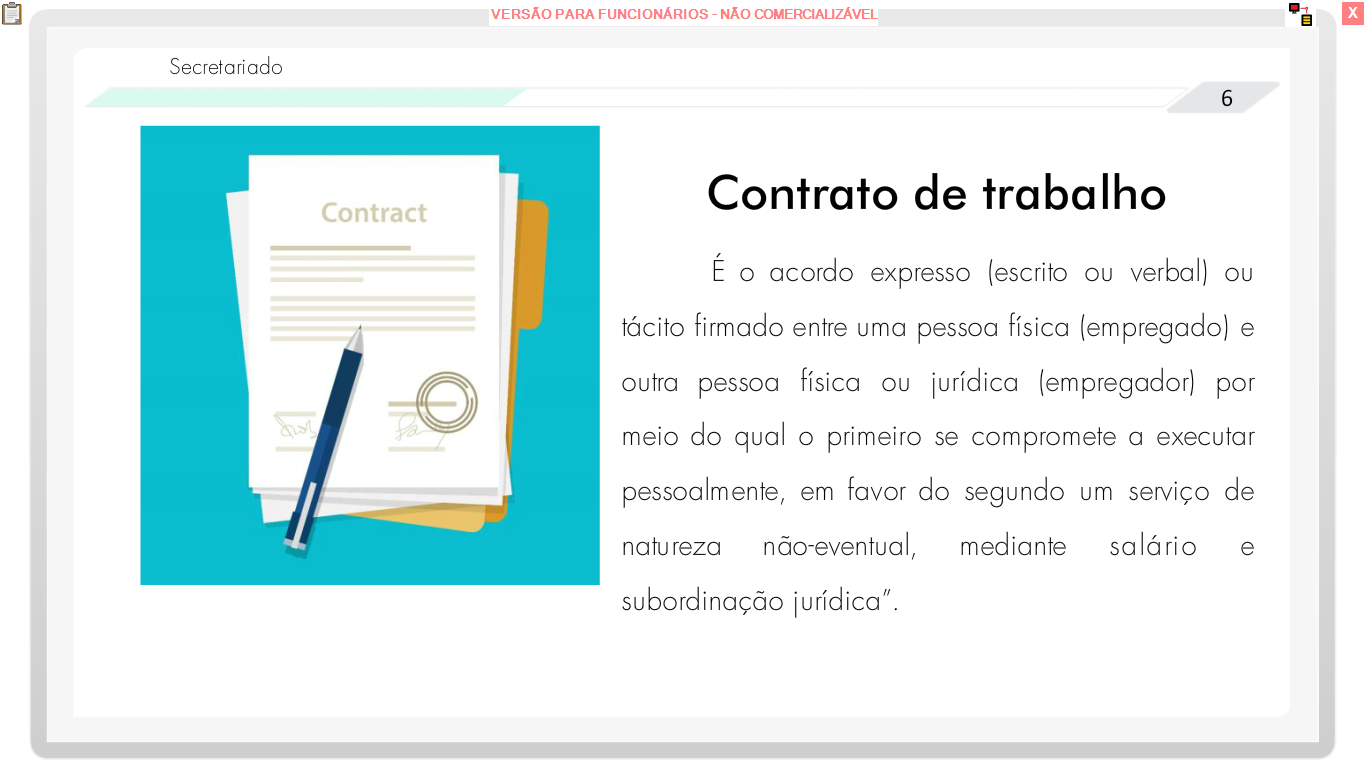 VERSÃO PARA FUNCIONÁRIOS - NÃO COMERCIALIZÁVEL
X
Secretariado
6
Contract
Contrato de trabalho
É o acordo expresso (escrito ou verbal) ou
tácito firmado entre uma pessoa física (empregado) e
outra pessoa física ou jurídica (empregador) por
meio do qual o primeiro se compromete a executar
pessoalmente, em favor do segundo um serviço de
natureza não-eventual, mediante salário e
subordinação jurídica”.